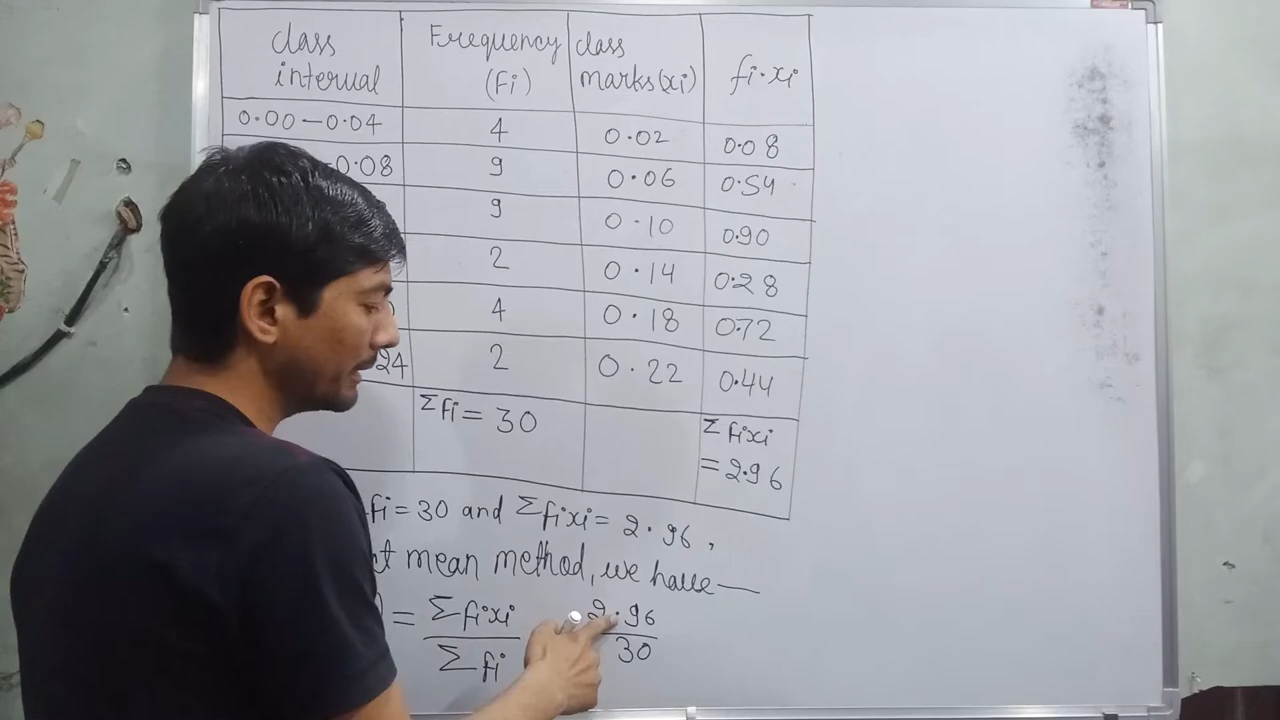 class interval Frequency (Fi) class marks(xi) fi·xi
0.00-0.04 4 0.02 0.08
-0.08 9 0.06 0.54
9 0.10 0.90
2 0.14 0.28
4 0.18 0.72
24 2 0.22 0.44
Σfi = 30 Σfixi = 2.96
fi = 30 and Σfixi = 2.96,
mean method, we have—
= Σfixi / Σfi 2.96 / 30